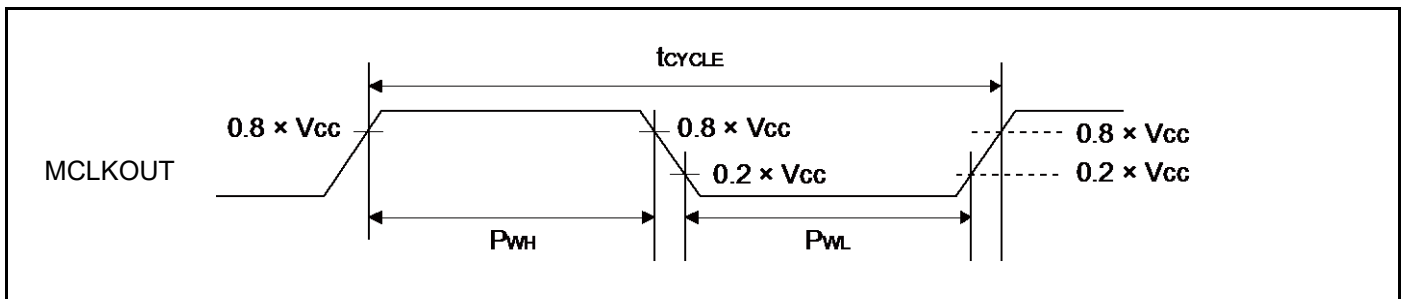 tCYCLE
0.8 × Vcc
0.8 × Vcc
0.8 × Vcc
MCLKOUT
0.2 × Vcc
0.2 × Vcc
PWH
PWL